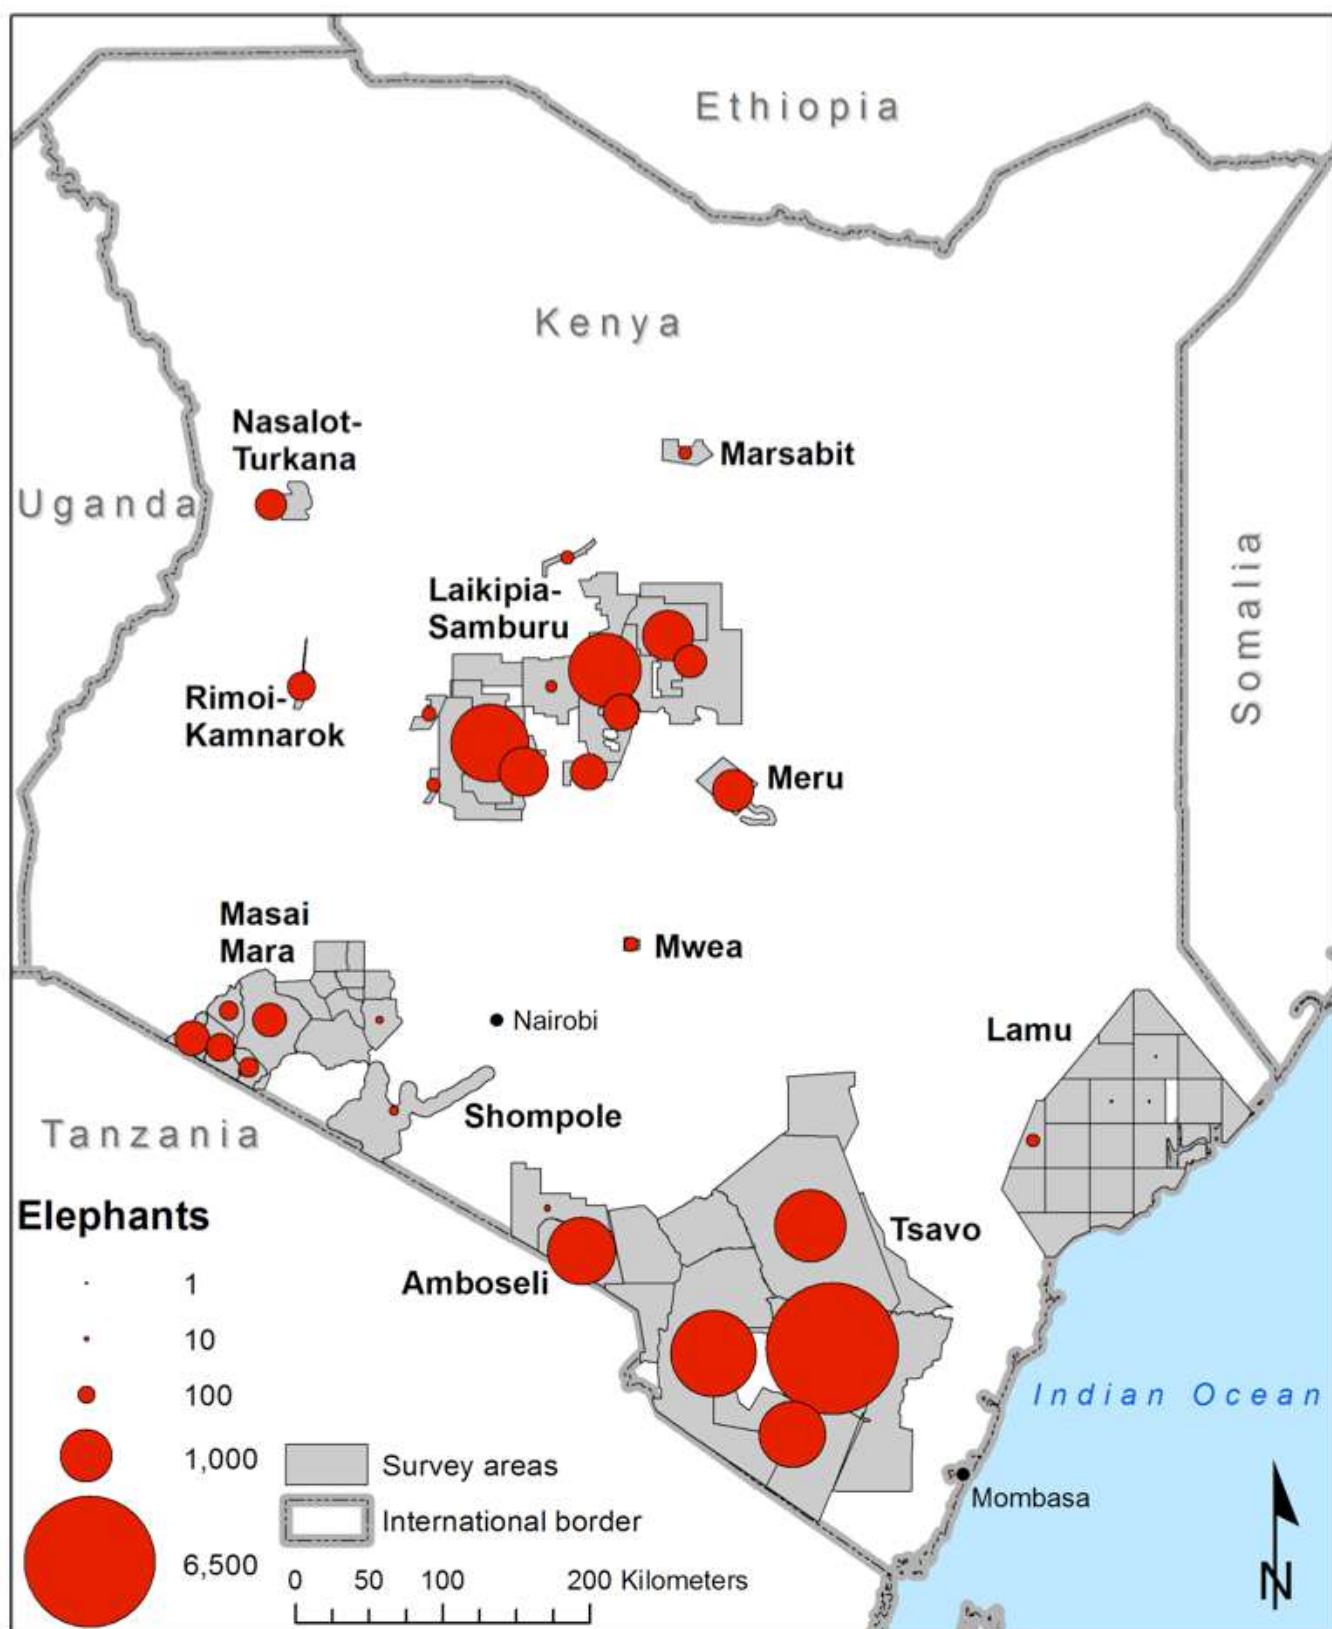 Ethiopia
Kenya
Nasalot-
Turkana
Marsabit
Uganda
Somalia
Laikipia-
Samburu
Rimoi-
Kamnarok
Meru
Masai
Mara
Mwea
Nairobi
Lamu
Shompole
Tanzania
Elephants
Tsavo
Amboseli
1
10
100
1,000
6,500
Survey areas
International border
0 50 100 200 Kilometers
Indian Ocean
Mombasa
N